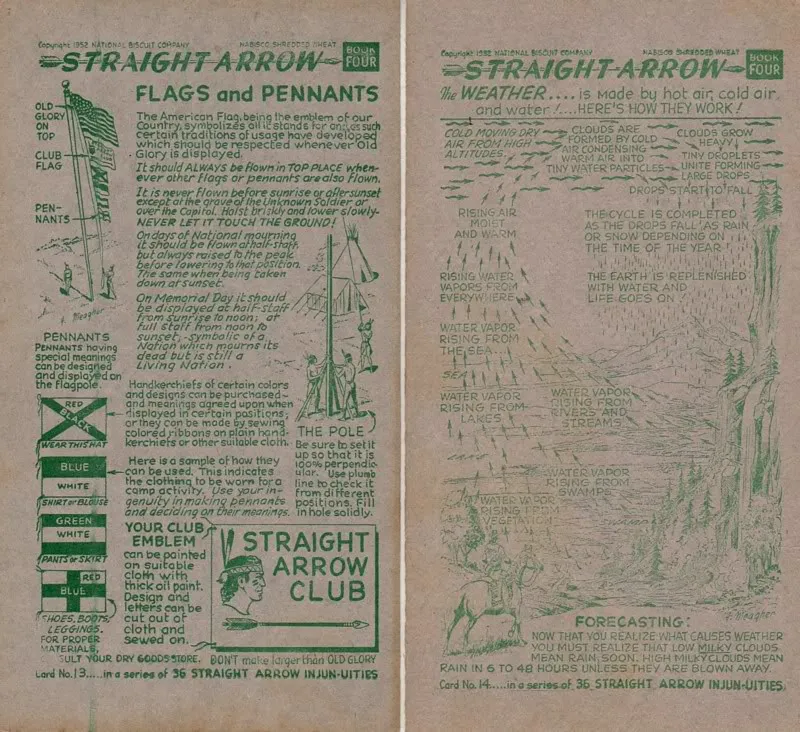 Copyright 1952 NATIONAL BISCUIT COMPANY NABISCO SHREDDED WHEAT
BOOK FOUR
STRAIGHT ARROW
FLAGS and PENNANTS
OLD
GLORY
ON
TOP
CLUB
FLAG
PEN-
NANTS
The American Flag, being the emblem of our
Country, symbolizes all it stands for and as such
certain traditions of usage have developed
which should be respected whenever Old
Glory is displayed.
It should ALWAYS be flown in TOP PLACE when-
ever other flags or pennants are also flown.
It is never flown before sunrise or after sunset
except at the grave of the Unknown Soldier or
over the Capitol. Hoist briskly and lower slowly-
NEVER LET IT TOUCH THE GROUND!
On days of National mourning
it should be flown at half-staff,
but always raised to the peak
before lowering to that position.
The same when being taken
down at sunset.
On Memorial Day it should
be displayed at half-staff
from sunrise to noon; at
full staff from noon to
sunset,-symbolic of a
Nation which mourns its
dead but is still a
Living Nation.
F. Meagher
PENNANTS
PENNANTS having
special meanings
can be designed
and displayed on
the flagpole.
RED
BLACK
WEAR THIS HAT
BLUE
WHITE
SHIRT or BLOUSE
GREEN
WHITE
PANTS or SKIRT
RED
BLUE
SHOES, BOOTS,
LEGGINGS.
FOR PROPER
MATERIALS,
Handkerchiefs of certain colors
and designs can be purchased-
and meanings agreed upon when
displayed in certain positions;
or they can be made by sewing
colored ribbons on plain hand-
kerchiefs or other suitable cloth.
Here is a sample of how they
can be used. This indicates
the clothing to be worn for a
camp activity. Use your in-
genuity in making pennants
and deciding on their meanings.
THE POLE
Be sure to set it
up so that it is
100% perpendic-
ular. Use plumb
line to check it
from different
positions. Fill
in hole solidly.
YOUR CLUB
EMBLEM
can be painted
on suitable
cloth with
thick oil paint.
Design and
letters can be
cut out of
cloth and
sewed on.
STRAIGHT
ARROW
CLUB
SUIT YOUR DRY GOODS STORE. DON'T make larger than OLD GLORY
Card No. 13.....in a series of 36 STRAIGHT ARROW INJUN-UITIES
Copyright 1952 NATIONAL BISCUIT COMPANY NABISCO SHREDDED WHEAT
BOOK FOUR
STRAIGHT ARROW
The WEATHER.... is made by hot air, cold air,
and water!....HERE'S HOW THEY WORK!
COLD MOVING DRY
AIR FROM HIGH
ALTITUDES
CLOUDS ARE
FORMED BY COLD
AIR CONDENSING
WARM AIR INTO
TINY WATER PARTICLES
CLOUDS GROW
HEAVY
TINY DROPLETS
UNITE FORMING
LARGE DROPS
DROPS START TO FALL
RISING AIR
MOIST
AND WARM
THE CYCLE IS COMPLETED
AS THE DROPS FALL AS RAIN
OR SNOW DEPENDING ON
THE TIME OF THE YEAR
RISING WATER
VAPORS FROM
EVERYWHERE
THE EARTH IS REPLENISHED
WITH WATER AND
LIFE GOES ON!
WATER VAPOR
RISING FROM
THE SEA...
SEA
WATER VAPOR
RISING FROM
LAKES
WATER VAPOR
RISING FROM
RIVERS AND
STREAMS
LAKE
WATER VAPOR
RISING FROM
SWAMPS
WATER VAPOR
RISING FROM
VEGETATION
F. Meagher
FORECASTING:
NOW THAT YOU REALIZE WHAT CAUSES WEATHER
YOU MUST REALIZE THAT LOW MILKY CLOUDS
MEAN RAIN SOON. HIGH MILKY CLOUDS MEAN
RAIN IN 6 TO 48 HOURS UNLESS THEY ARE BLOWN AWAY.
Card No. 14.....in a series of 36 STRAIGHT ARROW INJUN-UITIES